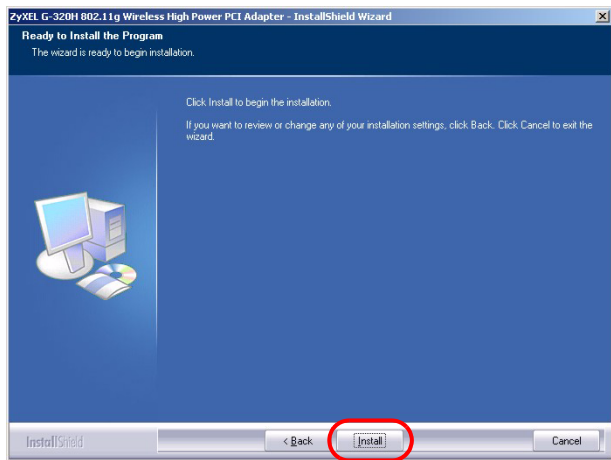 ZyXEL G-320H 802.11g Wireless High Power PCI Adapter - InstallShield Wizard
Ready to Install the Program
The wizard is ready to begin installation.
Click Install to begin the installation.
If you want to review or change any of your installation settings, click Back. Click Cancel to exit the
wizard.
InstallShield
< Back
Install
Cancel